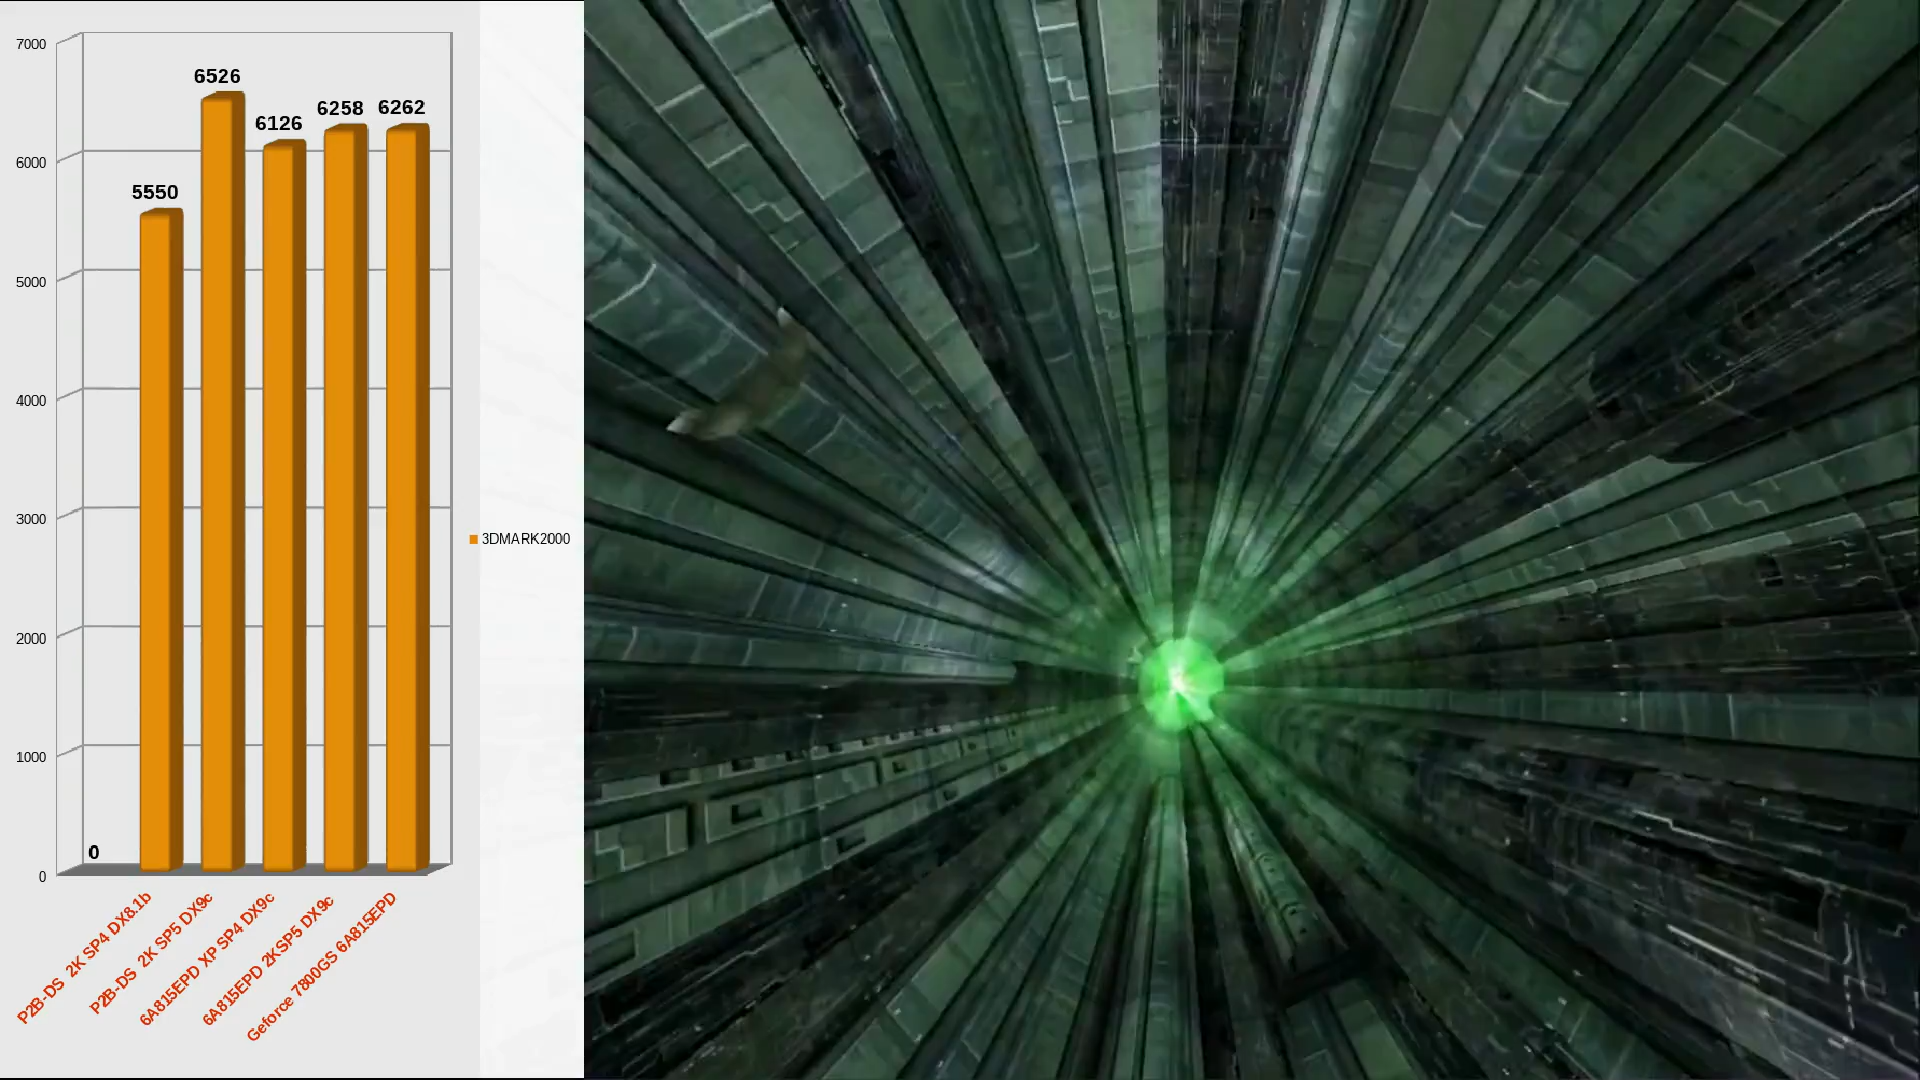 7000
6000
5000
4000
3000
2000
1000
0
0
5550
6526
6126
6258
6262
P2B-DS 2K SP4 DX8.1b
P2B-DS 2K SP5 DX9c
6A815EPD XP SP4 DX9c
6A815EPD 2KSP5 DX9c
Geforce 7800GS 6A815EPD
3DMARK2000